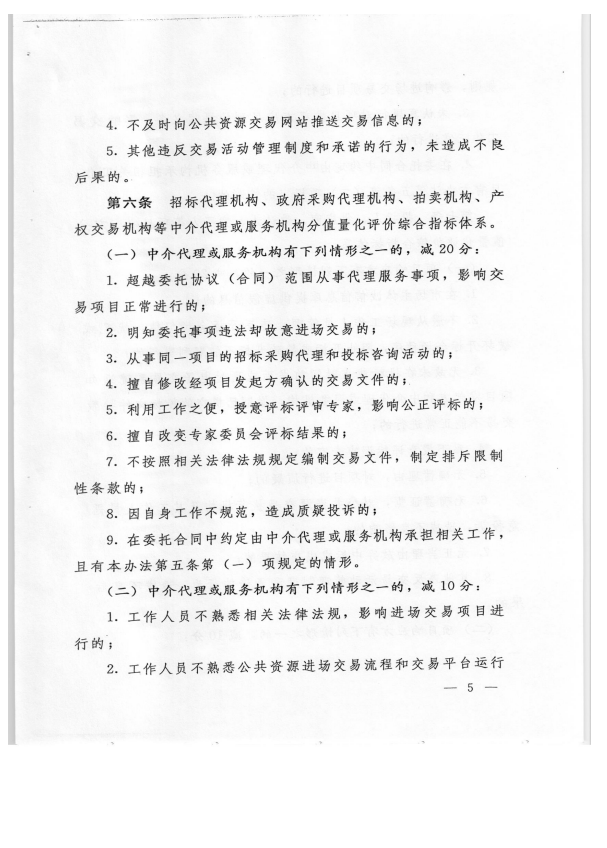 4. 不及时向公共资源交易网站推送交易信息的；
5. 其他违反交易活动管理制度和承诺的行为，未造成不良
后果的。
第六条　招标代理机构、政府采购代理机构、拍卖机构、产
权交易机构等中介代理或服务机构分值量化评价综合指标体系。
（一）中介代理或服务机构有下列情形之一的，减20分：
1. 超越委托协议（合同）范围从事代理服务事项，影响交
易项目正常进行的；
2. 明知委托事项违法却故意进场交易的；
3. 从事同一项目的招标采购代理和投标咨询活动的；
4. 擅自修改经项目发起方确认的交易文件的；
5. 利用工作之便，授意评标评审专家，影响公正评标的；
6. 擅自改变专家委员会评标结果的；
7. 不按照相关法律法规规定编制交易文件，制定排斥限制
性条款的；
8. 因自身工作不规范，造成质疑投诉的；
9. 在委托合同中约定由中介代理或服务机构承担相关工作，
且有本办法第五条第（一）项规定的情形。
（二）中介代理或服务机构有下列情形之一的，减10分：
1. 工作人员不熟悉相关法律法规，影响进场交易项目进
行的；
2. 工作人员不熟悉公共资源进场交易流程和交易平台运行
— 5 —